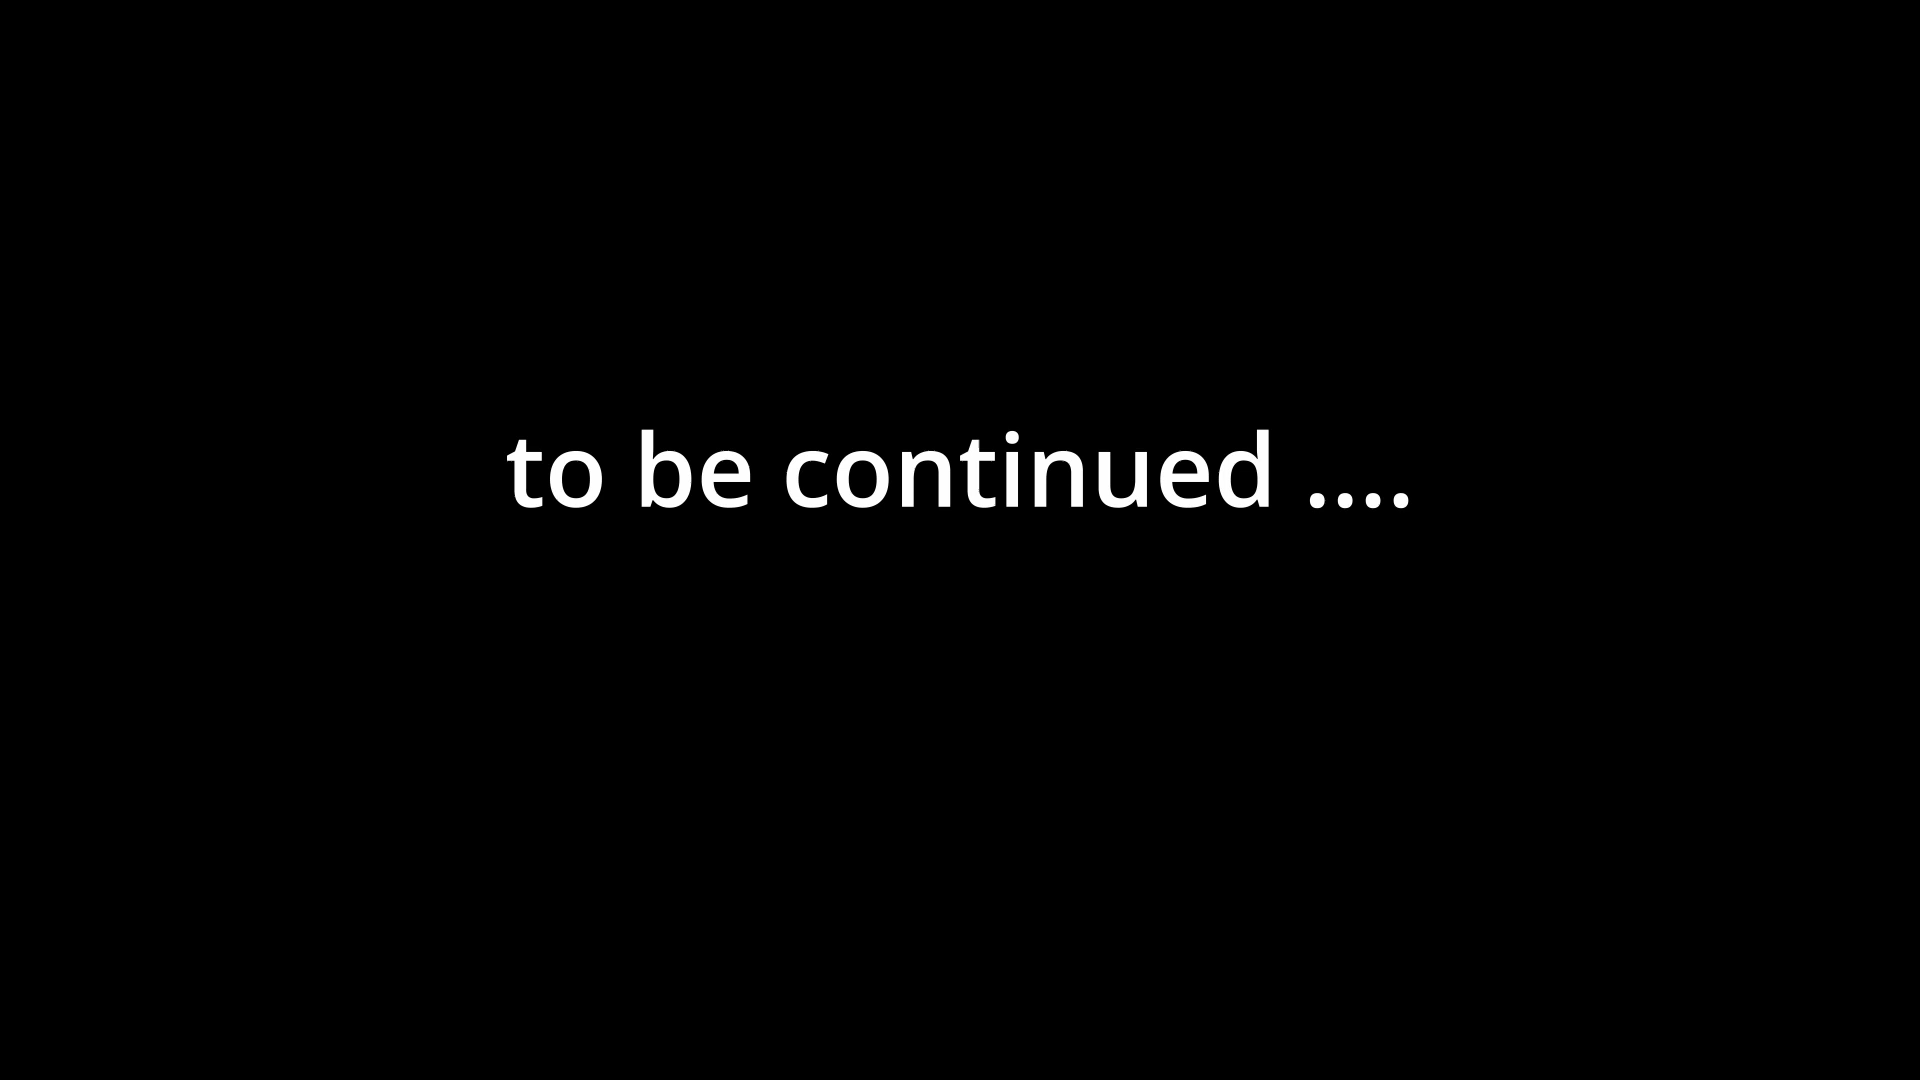 to be continued ....